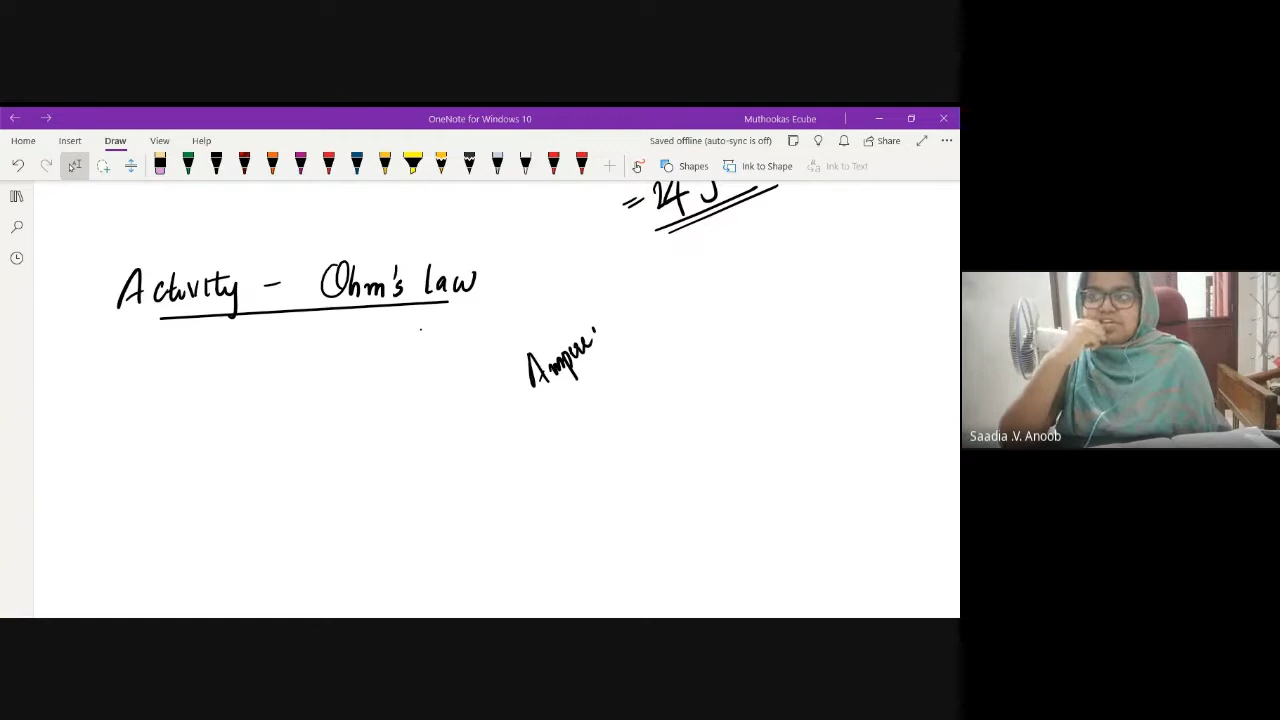 OneNote for Windows 10
Muthookas Ecube
Home Insert Draw View Help
Saved offline (auto-sync is off)
Share
Shapes
Ink to Shape
Ink to Text
= 24 J
Activity - Ohm's law
Ampere
Saadia .V. Anoob